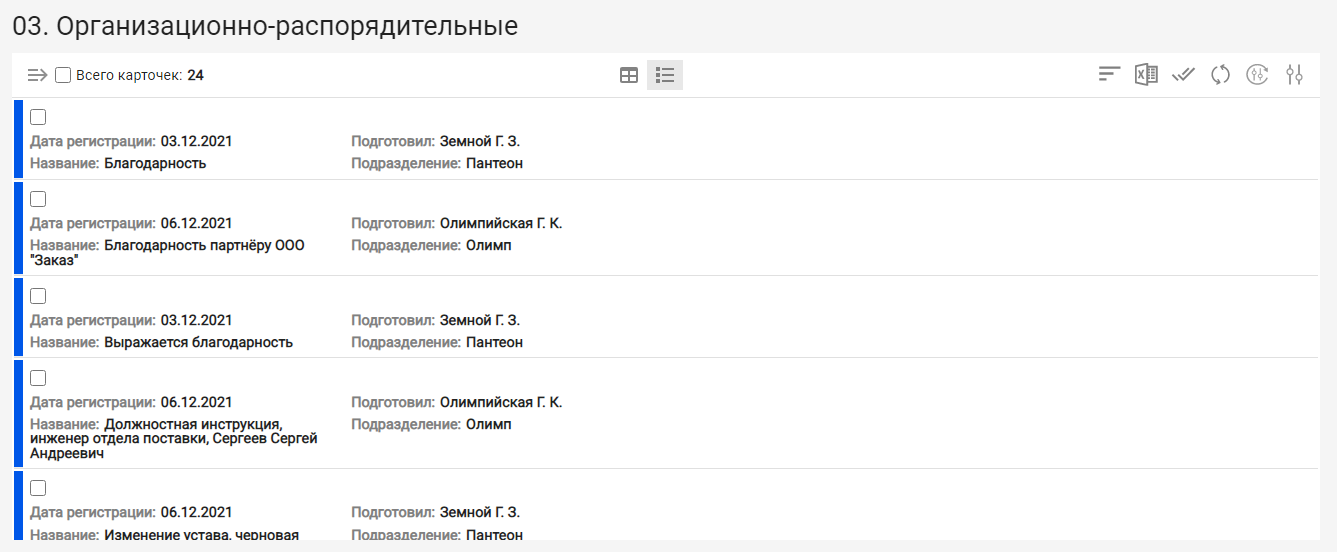 03. Организационно-распорядительные
Всего карточек: 24
Дата регистрации: 03.12.2021 Подготовил: Земной Г. З.
Название: Благодарность Подразделение: Пантеон
Дата регистрации: 06.12.2021 Подготовил: Олимпийская Г. К.
Название: Благодарность партнёру ООО Подразделение: Олимп
"Заказ"
Дата регистрации: 03.12.2021 Подготовил: Земной Г. З.
Название: Выражается благодарность Подразделение: Пантеон
Дата регистрации: 06.12.2021 Подготовил: Олимпийская Г. К.
Название: Должностная инструкция, Подразделение: Олимп
инженер отдела поставки, Сергеев Сергей
Андреевич
Дата регистрации: 06.12.2021 Подготовил: Земной Г. З.
Название: Изменение устава, черновая Подразделение: Пантеон